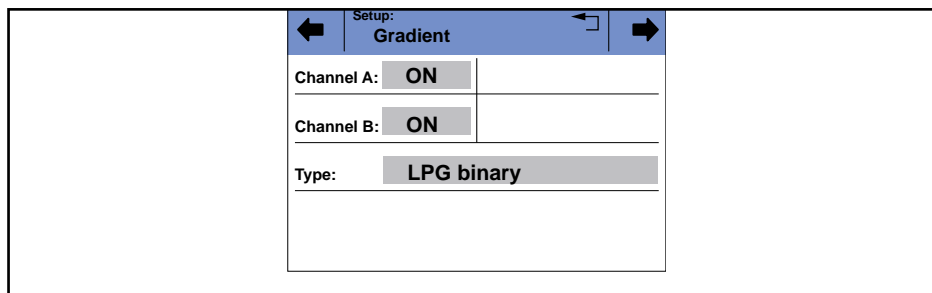 Setup:
Gradient
Channel A: ON
Channel B: ON
Type: LPG binary